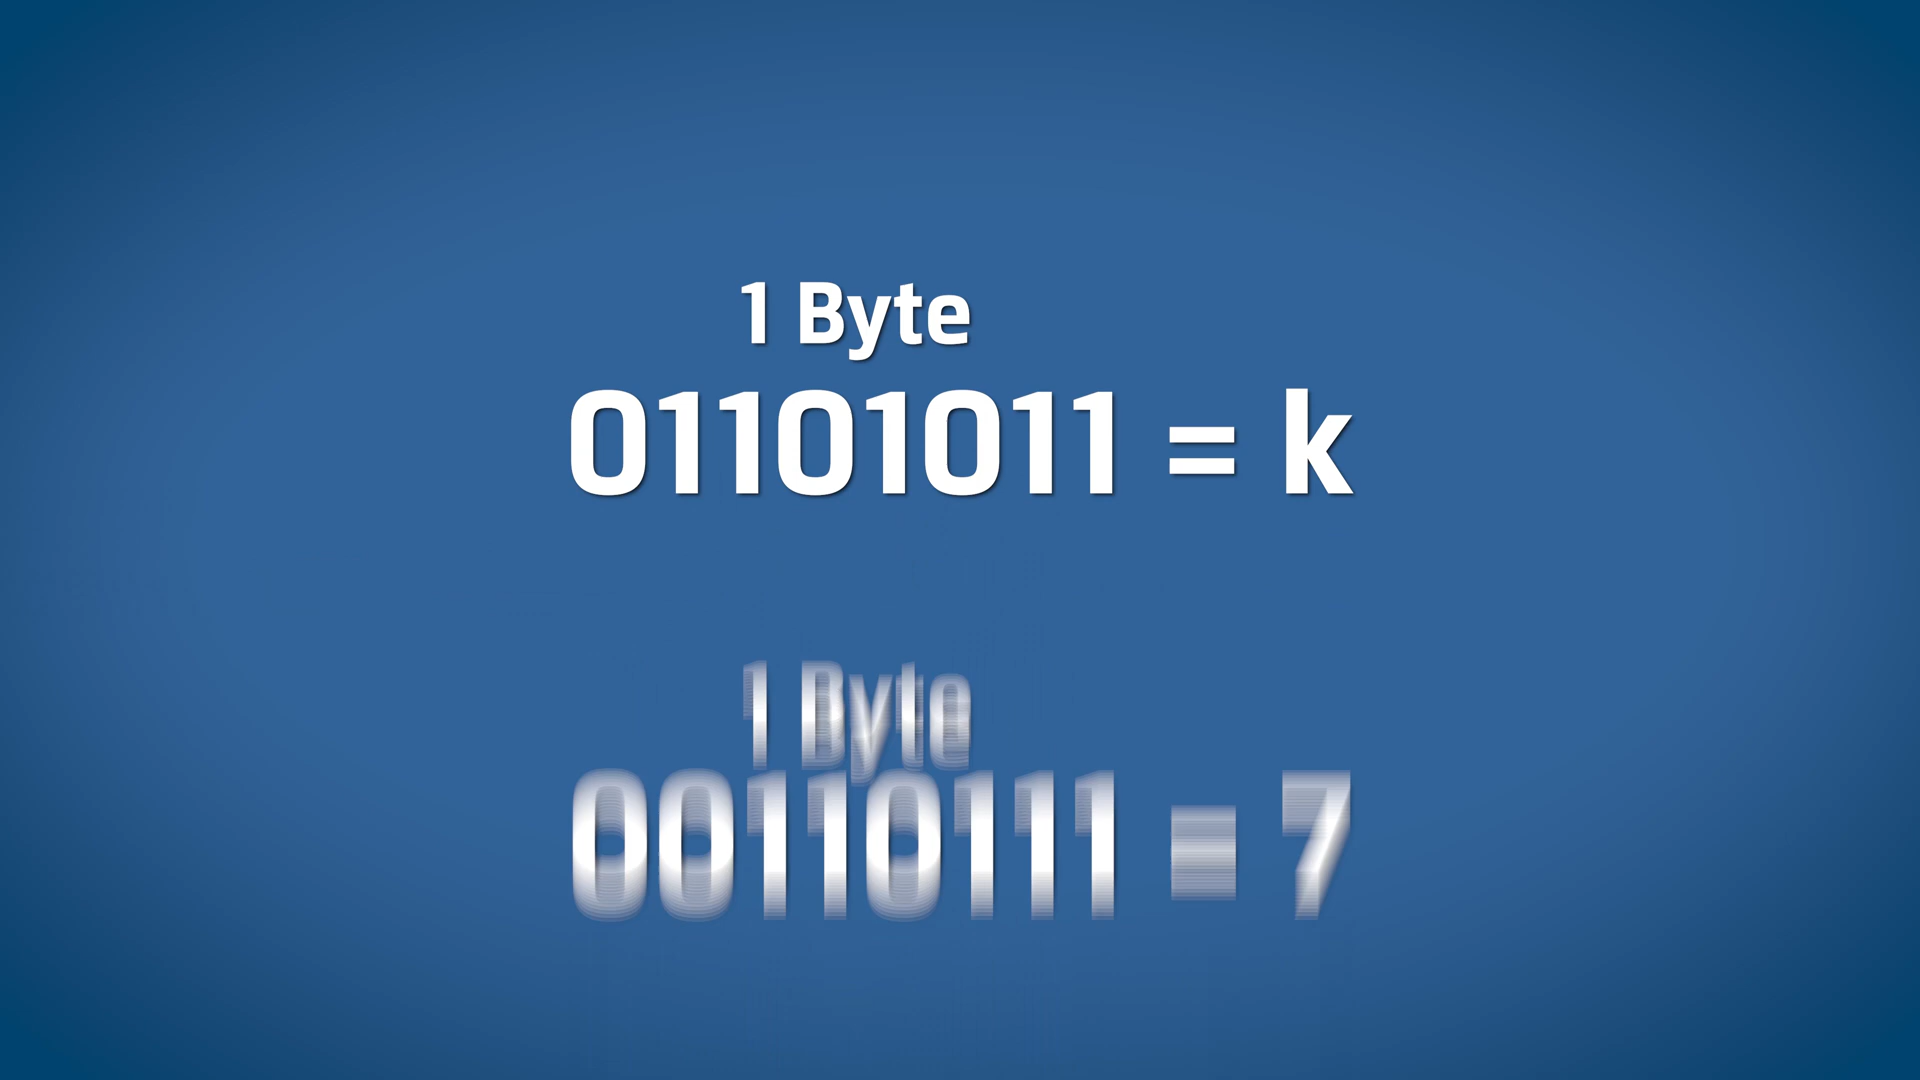 1 Byte
01101011 = k
1 Byte
00110111 = 7